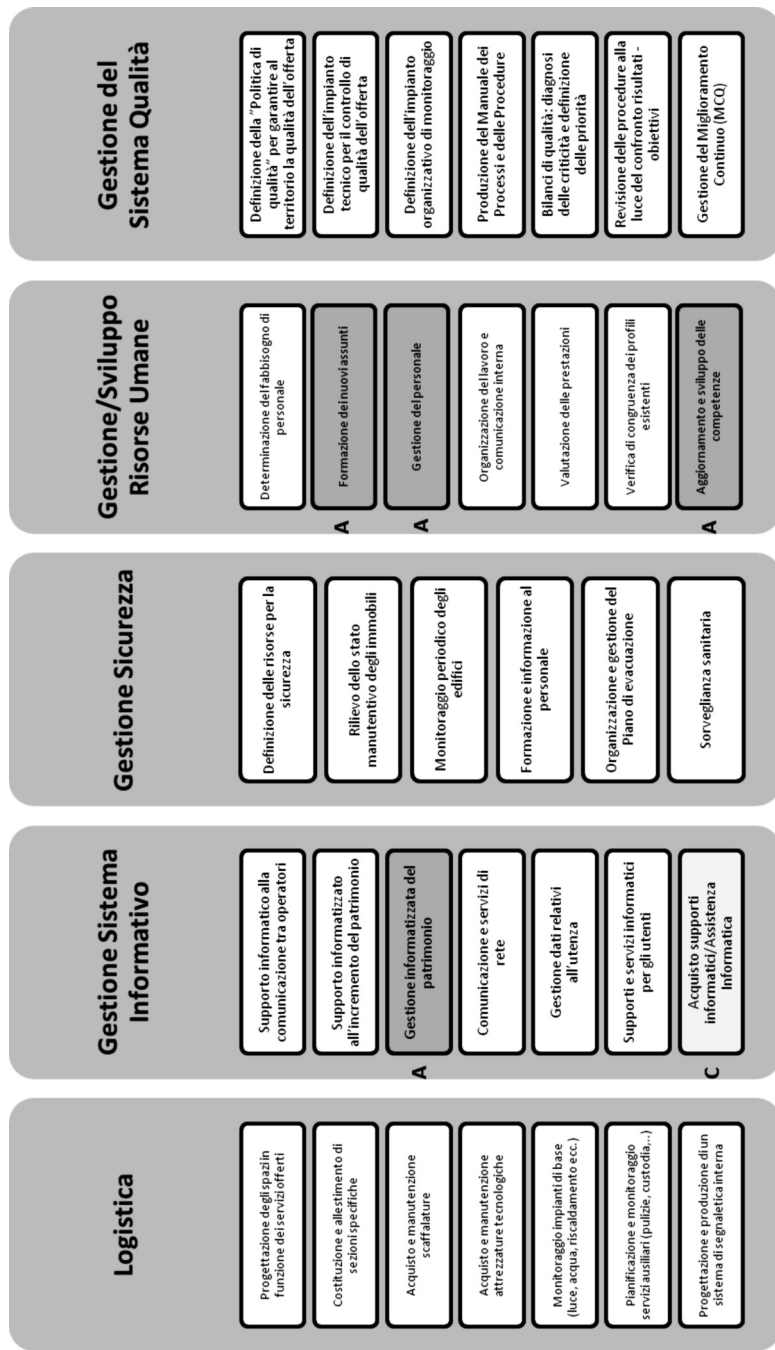 Logistica
Progettazione degli spazi in
funzione dei servizi offerti
Costituzione e allestimento di
sezioni specifiche
Acquisto e manutenzione
scaffalature
Acquisto e manutenzione
attrezzature tecnologiche
Monitoraggio impianti di base
(luce, acqua, riscaldamento ecc.)
Pianificazione e monitoraggio
servizi ausiliari (pulizie, custodia,..)
Progettazione e produzione di un
sistema di segnaletica interna
Gestione Sistema
Informativo
Supporto informatico alla
comunicazione tra operatori
Supporto informatizzato
all'incremento del patrimonio
A
Gestione informatizzata del
patrimonio
Comunicazione e servizi di
rete
Gestione dati relativi
all'utenza
Supporti e servizi informatici
per gli utenti
C
Acquisto supporti
informatici/Assistenza
Informatica
Gestione Sicurezza
Definizione delle risorse per la
sicurezza
Rilievo dello stato
manutentivo degli immobili
Monitoraggio periodico degli
edifici
Formazione e informazione al
personale
Organizzazione e gestione del
Piano di evacuazione
Sorveglianza sanitaria
Gestione/Sviluppo
Risorse Umane
Determinazione del fabbisogno di
personale
A
Formazione dei nuovi assunti
A
Gestione del personale
Organizzazione del lavoro e
comunicazione interna
Valutazione delle prestazioni
Verifica di congruenza dei profili
esistenti
A
Aggiornamento e sviluppo delle
competenze
Gestione del
Sistema Qualità
Definizione della "Politica di
qualità" per garantire al
territorio la qualità dell'offerta
Definizione dell'impianto
tecnico per il controllo di
qualità dell'offerta
Definizione dell'impianto
organizzativo di monitoraggio
Produzione del Manuale dei
Processi e delle Procedure
Bilanci di qualità: diagnosi
delle criticità e definizione
delle priorità
Revisione delle procedure alla
luce del confronto risultati -
obiettivi
Gestione del Miglioramento
Continuo (MCQ)